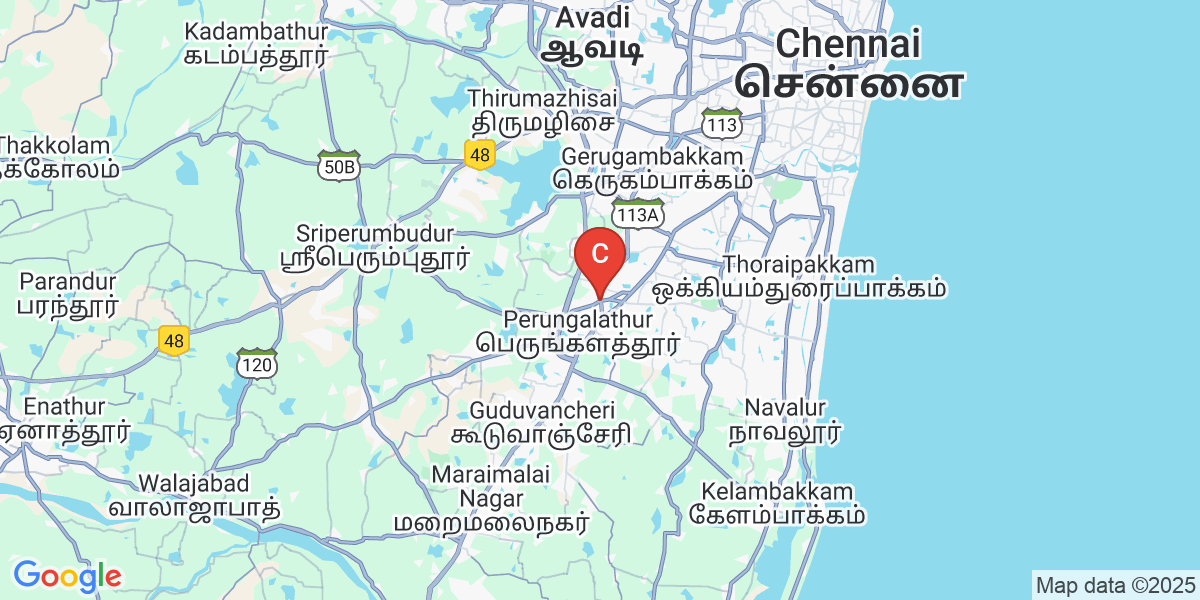 Kadambathur
கடம்பத்தூர்
Avadi
ஆவடி
Chennai
சென்னை
Thirumazhisai
திருமழிசை
113
Thakkolam
48
50B
Gerugambakkam
கெருகம்பாக்கம்
113A
Sriperumbudur
ஸ்ரீபெரும்புதூர்
C
Thoraipakkam
ஒக்கியம்துரைப்பாக்கம்
Parandur
பரந்தூர்
Perungalathur
பெருங்களத்தூர்
48
120
Enathur
ஏனாத்தூர்
Guduvancheri
கூடுவாஞ்சேரி
Navalur
நாவலூர்
Walajabad
வாலாஜாபாத்
Maraimalai
Nagar
மறைமலைநகர்
Kelambakkam
கேளம்பாக்கம்
Google
Map data ©2025